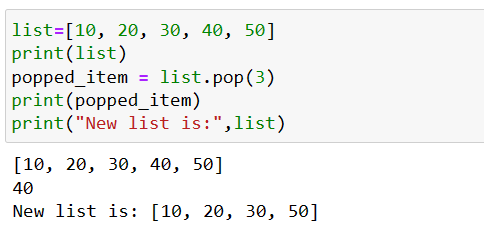 list=[10, 20, 30, 40, 50]
print(list)
popped_item = list.pop(3)
print(popped_item)
print("New list is:",list)
[10, 20, 30, 40, 50]
40
New list is: [10, 20, 30, 50]